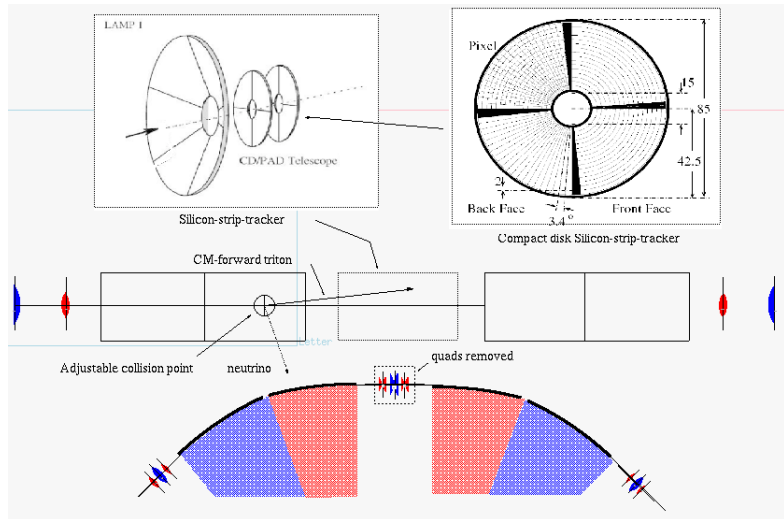 LAMP 1
CD/PAD Telescope
Pixel
15
85
42.5
2
Back Face
3.4°
Front Face
Silicon-strip-tracker
Compact disk Silicon-strip-tracker
CM-forward triton
Letter
Adjustable collision point
neutrino
quads removed